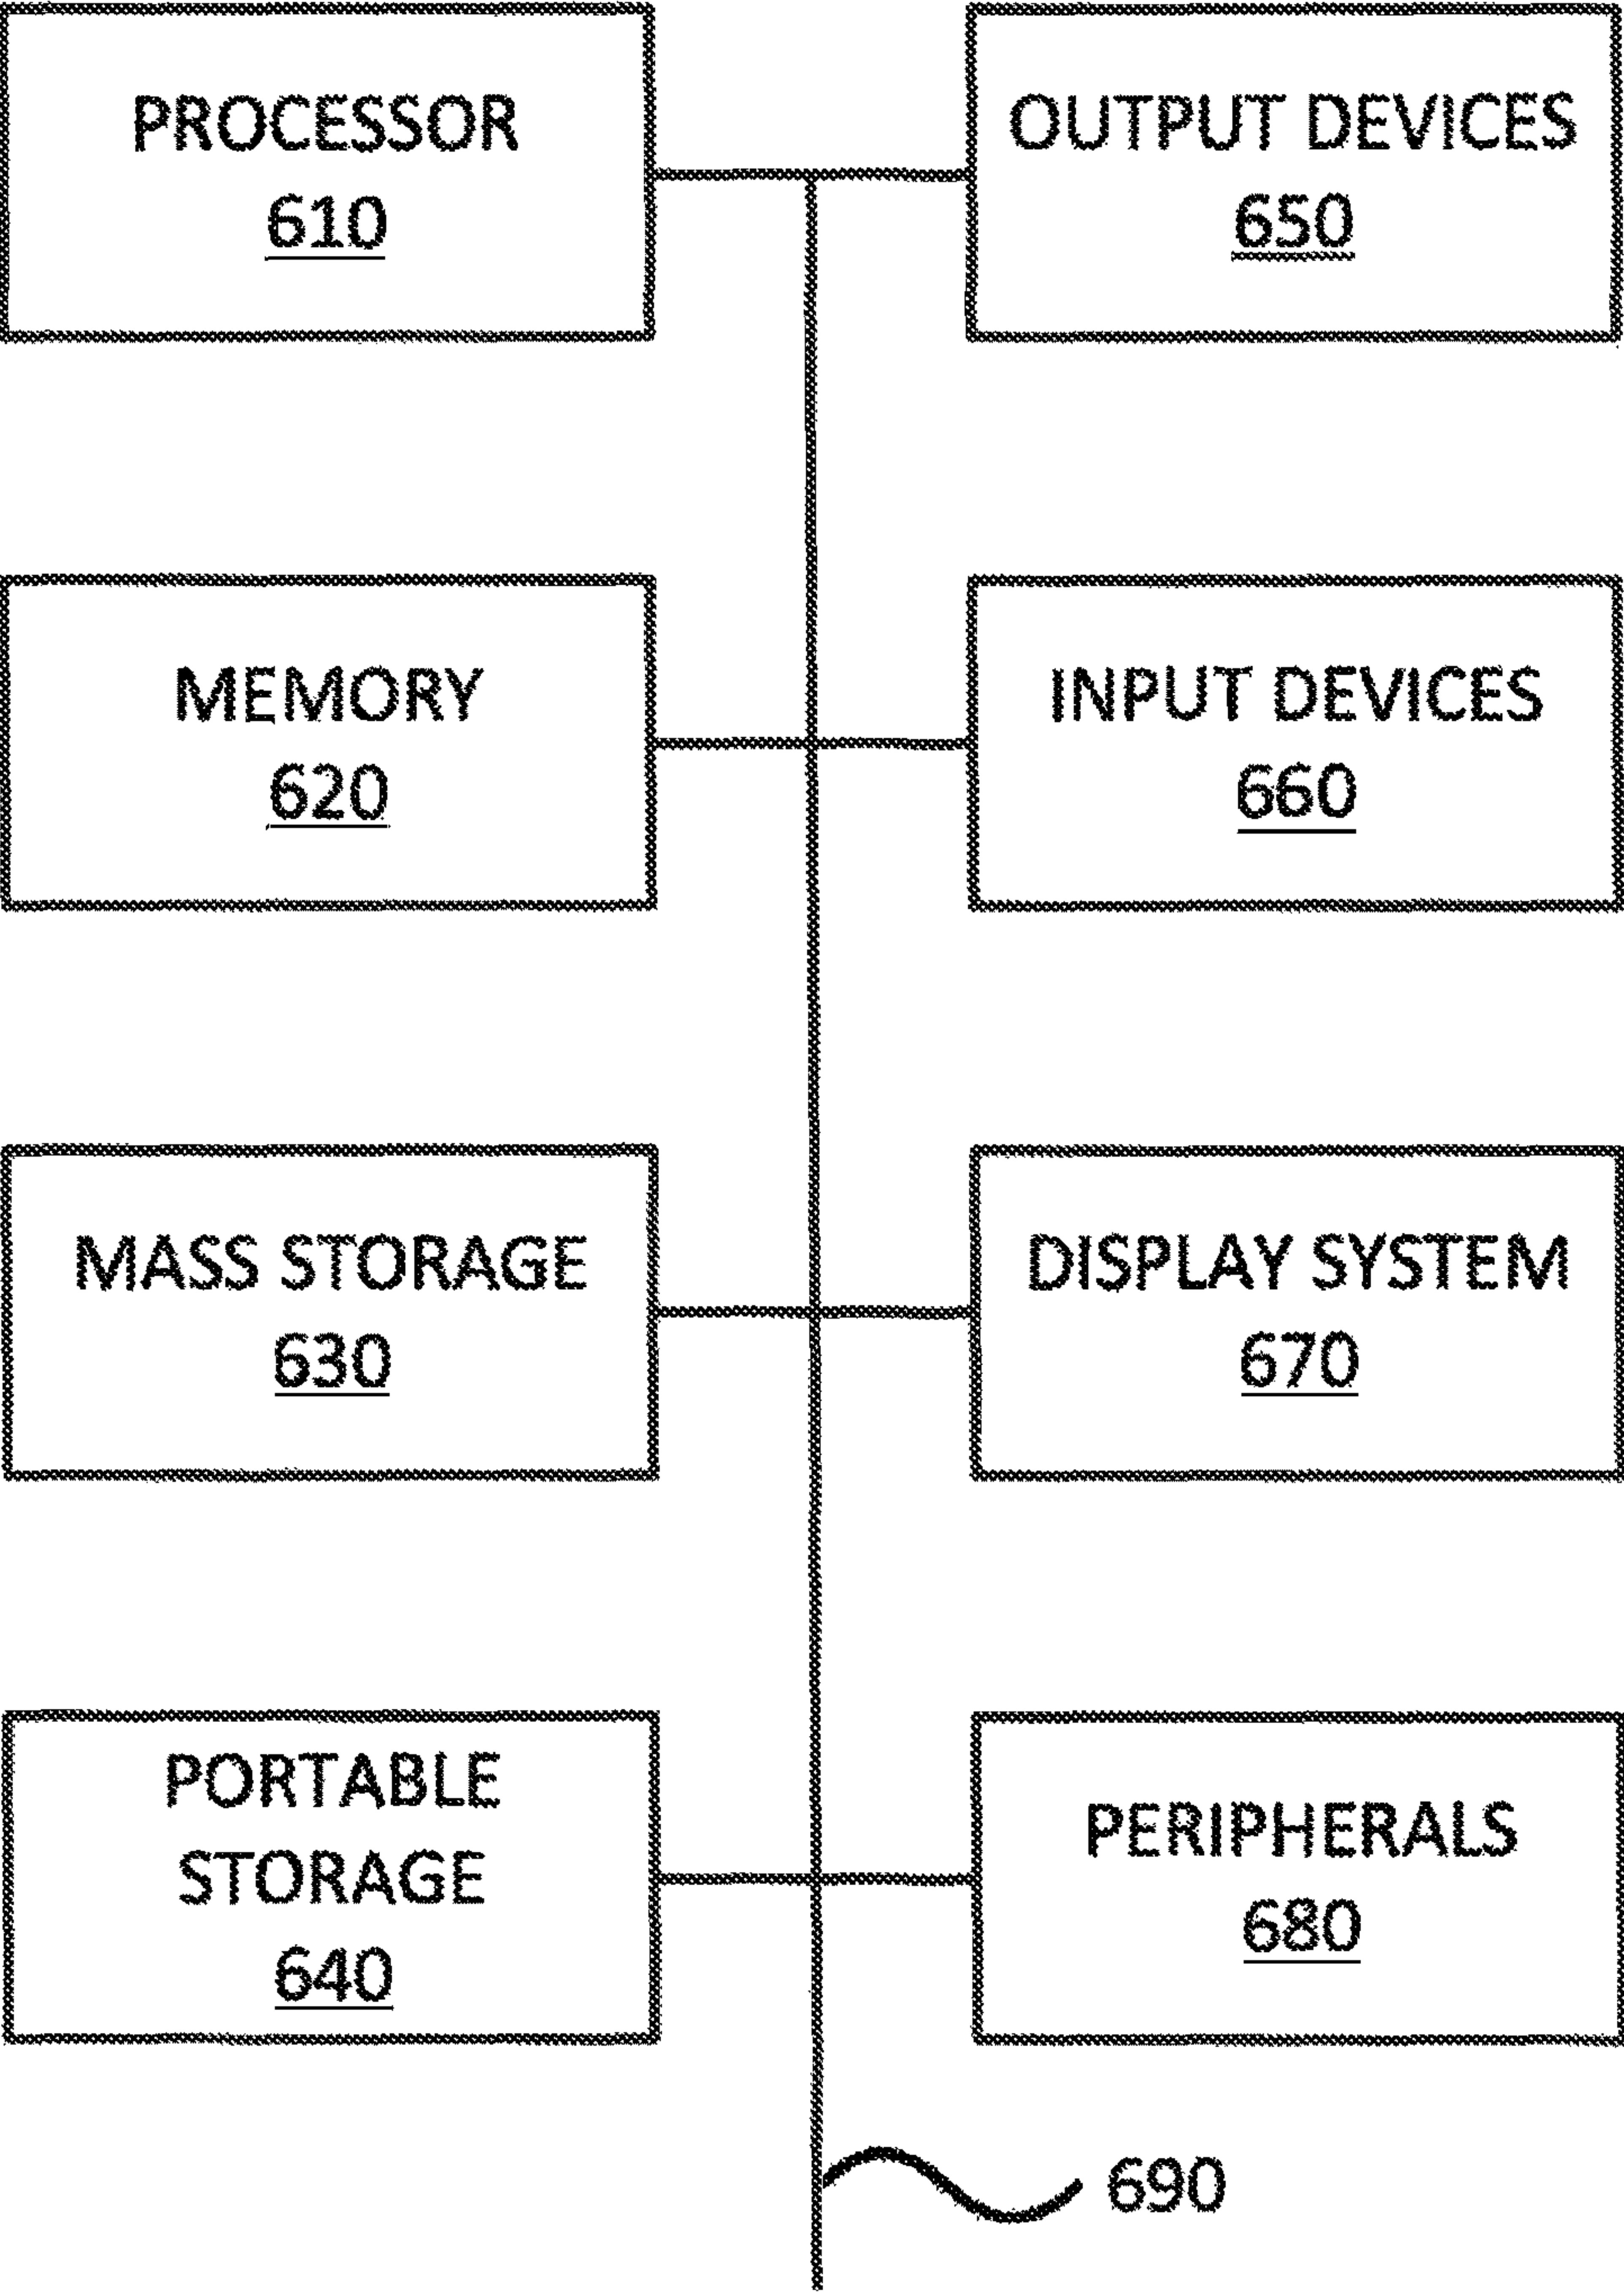 PROCESSOR
610
OUTPUT DEVICES
650
MEMORY
620
INPUT DEVICES
660
MASS STORAGE
630
DISPLAY SYSTEM
670
PORTABLE
STORAGE
640
PERIPHERALS
680
690